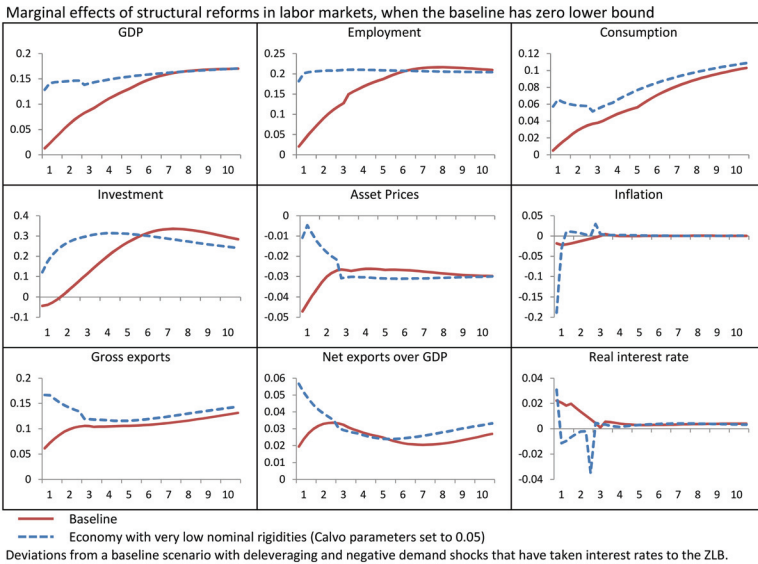 Marginal effects of structural reforms in labor markets, when the baseline has zero lower bound
GDP
0.2
0.15
0.1
0.05
0
1 2 3 4 5 6 7 8 9 10
Employment
0.25
0.2
0.15
0.1
0.05
0
1 2 3 4 5 6 7 8 9 10
Consumption
0.12
0.1
0.08
0.06
0.04
0.02
0
1 2 3 4 5 6 7 8 9 10
Investment
0.4
0.3
0.2
0.1
0
-0.1
1 2 3 4 5 6 7 8 9 10
Asset Prices
0
-0.01
-0.02
-0.03
-0.04
-0.05
1 2 3 4 5 6 7 8 9 10
Inflation
0.05
0
-0.05
-0.1
-0.15
-0.2
1 2 3 4 5 6 7 8 9 10
Gross exports
0.2
0.15
0.1
0.05
0
1 2 3 4 5 6 7 8 9 10
Net exports over GDP
0.06
0.05
0.04
0.03
0.02
0.01
0
1 2 3 4 5 6 7 8 9 10
Real interest rate
0.04
0.02
0
-0.02
-0.04
1 2 3 4 5 6 7 8 9 10
Baseline
Economy with very low nominal rigidities (Calvo parameters set to 0.05)
Deviations from a baseline scenario with deleveraging and negative demand shocks that have taken interest rates to the ZLB.